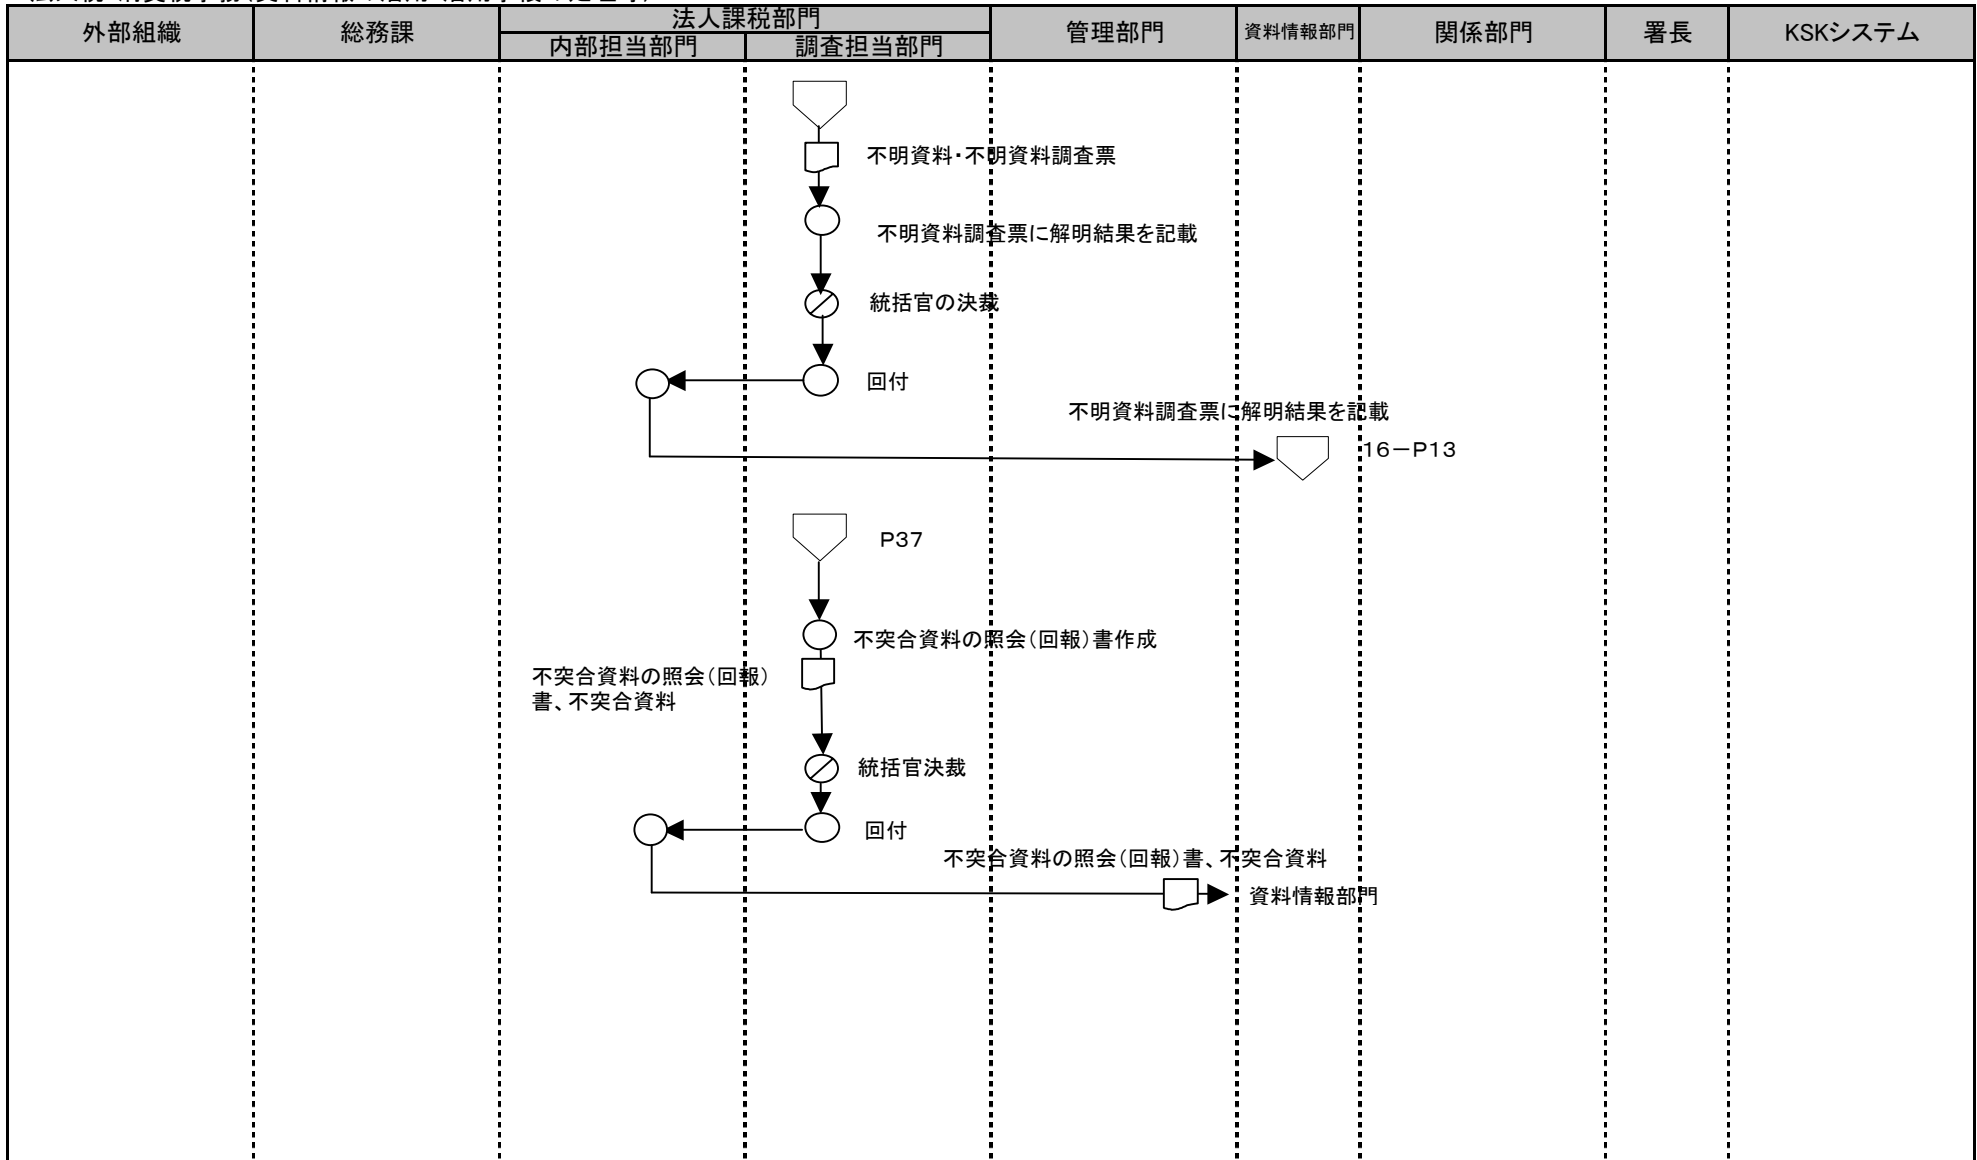 外部組織
総務課
法人課税部門
内部担当部門
調査担当部門
管理部門
資料情報部門
関係部門
署長
KSKシステム
不明資料・不明資料調査票
不明資料調査票に解明結果を記載
統括官の決裁
回付
不明資料調査票に解明結果を記載
16－P13
P37
不突合資料の照会（回報）書作成
不突合資料の照会（回報）
書、不突合資料
統括官決裁
回付
不突合資料の照会（回報）書、不突合資料
資料情報部門